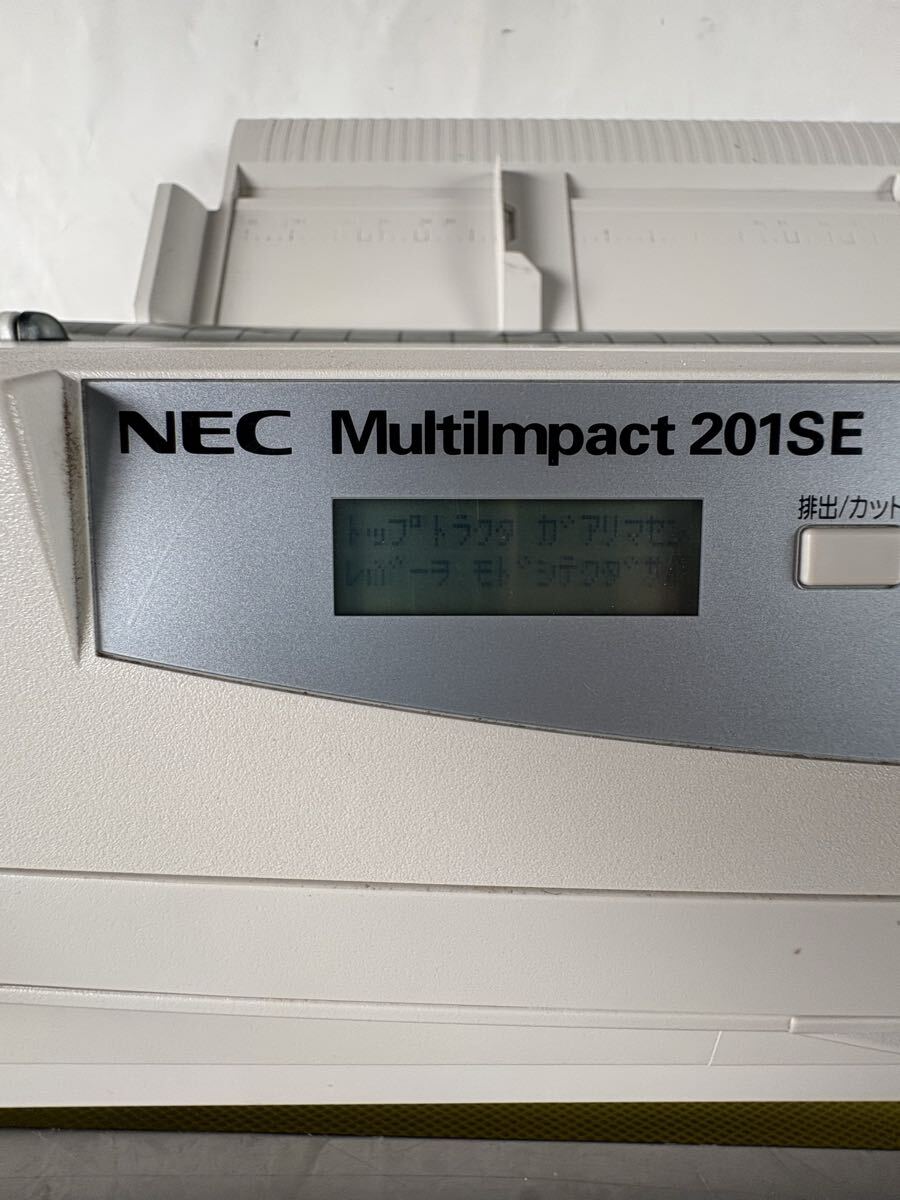 NEC MultiImpact 201SE
排出/カット
トップトラクタ ガアリマセン
レバーヲ モドシテクダサイ